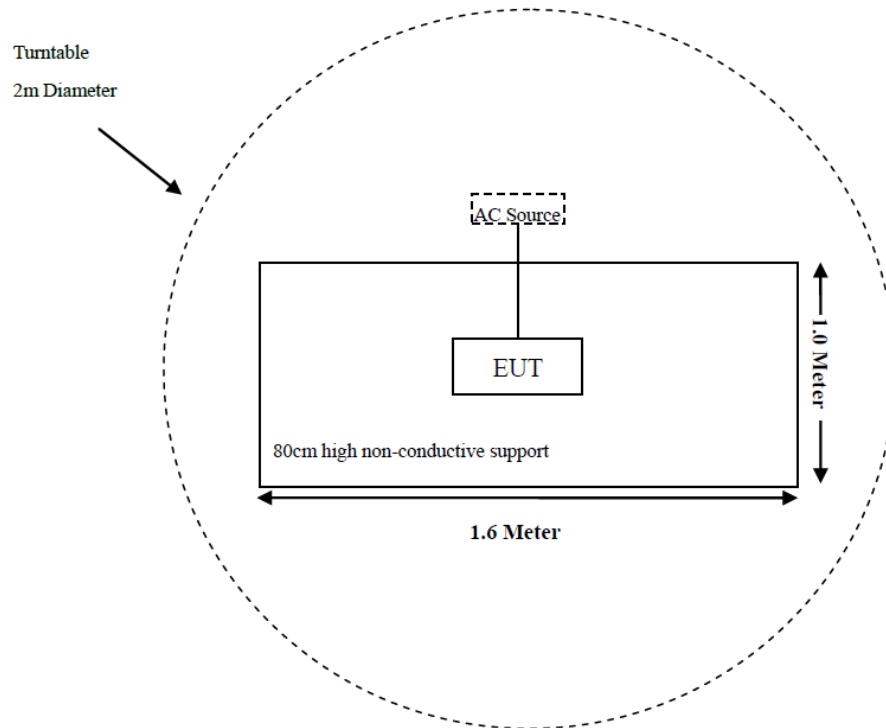 Turntable
2m Diameter
AC Source
EUT
1.0 Meter
80cm high non-conductive support
1.6 Meter